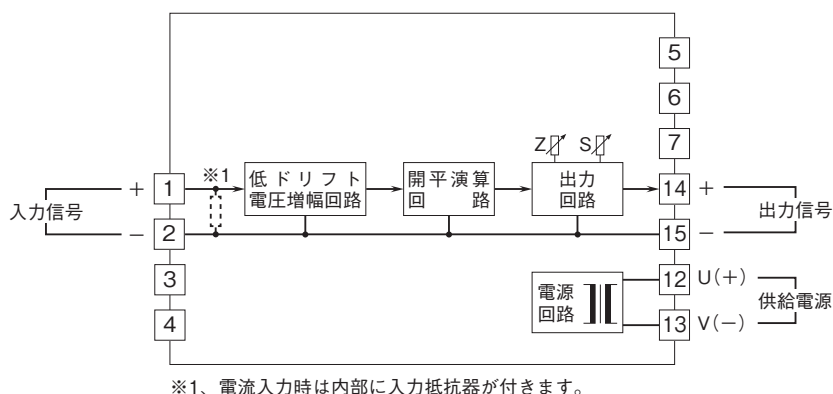 入力信号
+
−
1
2
3
4
※1
低ドリフト
電圧増幅回路
開平演算
回路
Z
S
出力
回路
5
6
7
14
+
15
−
出力信号
電源
回路
12
U(+)
13
V(−)
供給電源
※1、電流入力時は内部に入力抵抗器が付きます。